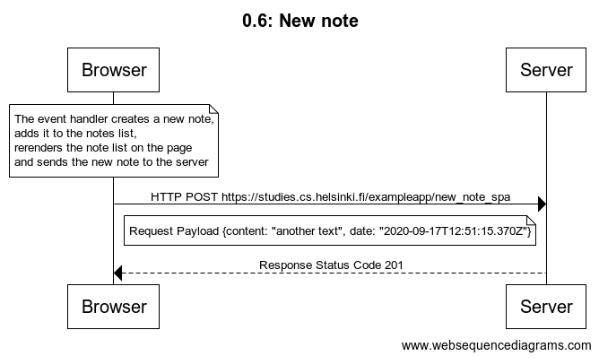 0.6: New note
Browser
Server
The event handler creates a new note,
adds it to the notes list,
rerenders the note list on the page
and sends the new note to the server
HTTP POST https://studies.cs.helsinki.fi/exampleapp/new_note_spa
Request Payload {content: "another text", date: "2020-09-17T12:51:15.370Z"}
Response Status Code 201
Browser
Server
www.websequencediagrams.com